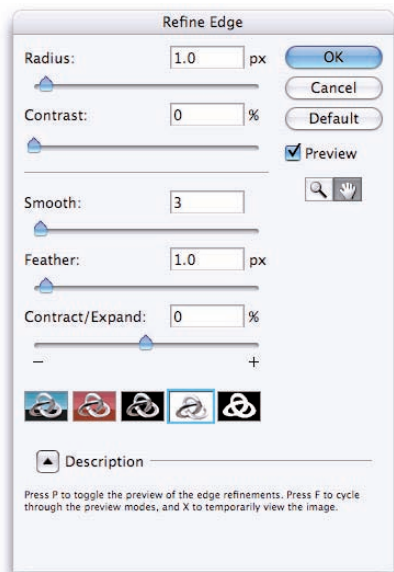 Refine Edge
Radius: 1.0 px
OK
Cancel
Contrast: 0 %
Default
Preview
Smooth: 3
Feather: 1.0 px
Contract/Expand: 0 %
− +
Description
Press P to toggle the preview of the edge refinements. Press F to cycle
through the preview modes, and X to temporarily view the image.